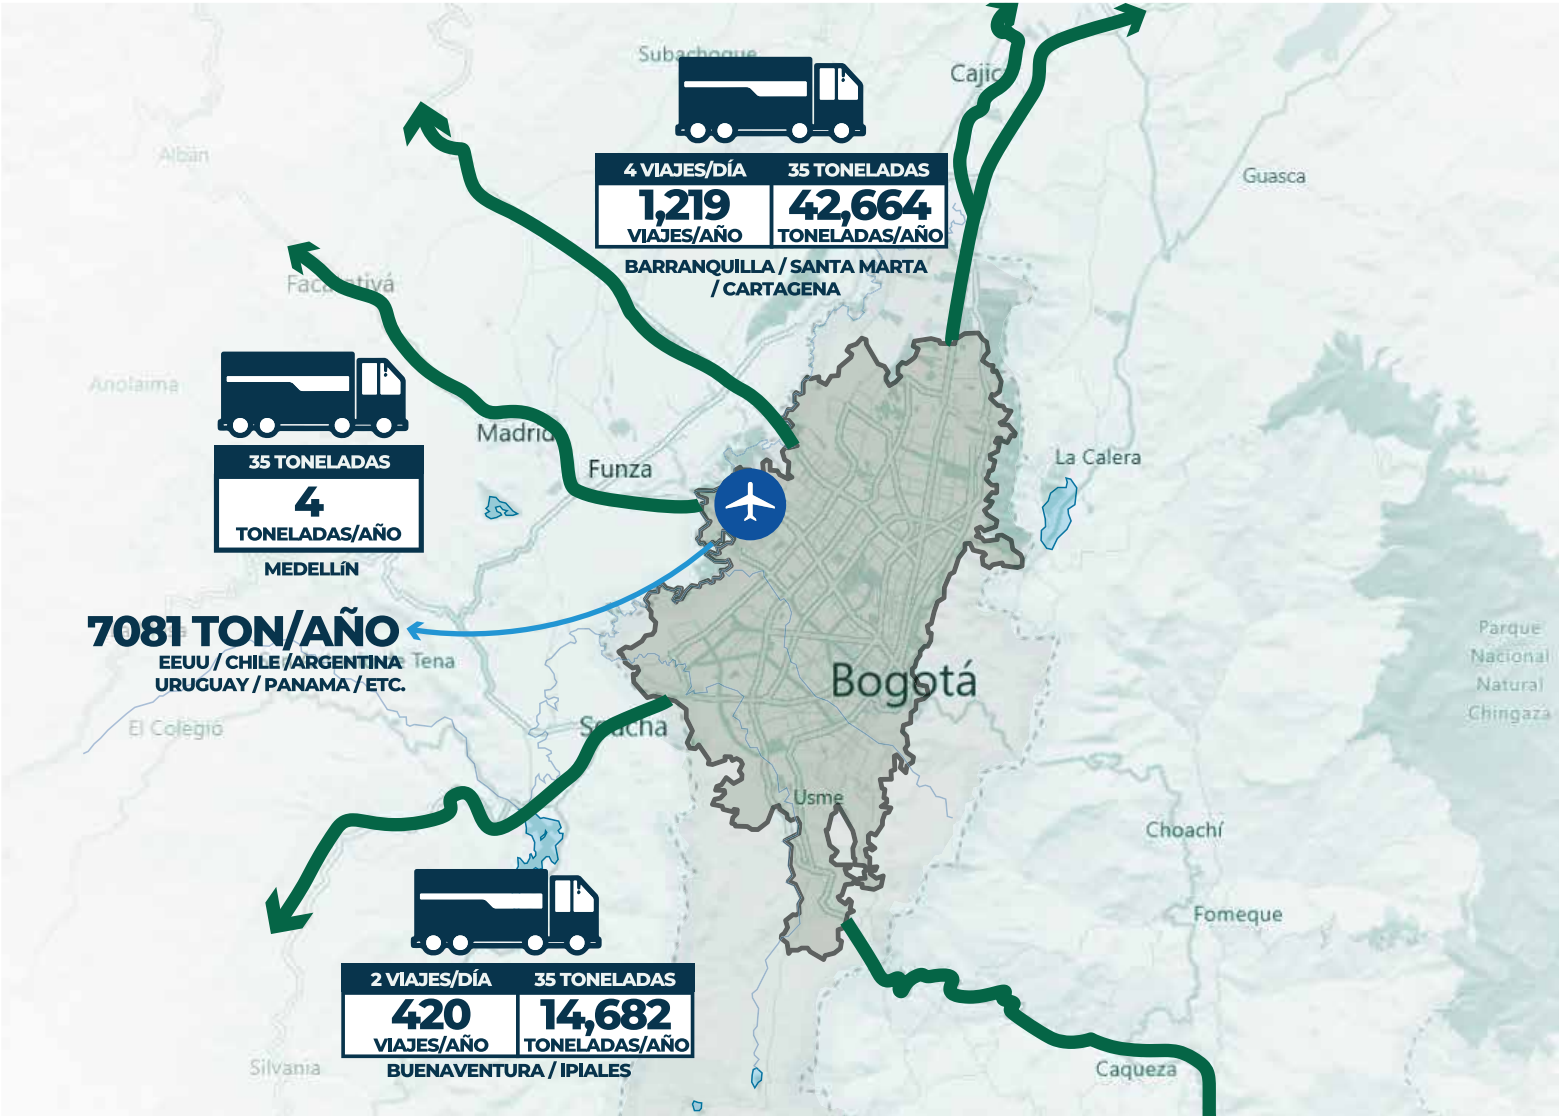 Subachoque
Cajic
Albán
Guasca
4 VIAJES/DÍA 35 TONELADAS
1,219 42,664
VIAJES/AÑO TONELADAS/AÑO
BARRANQUILLA / SANTA MARTA
/ CARTAGENA
Anolaima
Madrid
Funza
La Calera
35 TONELADAS
4
TONELADAS/AÑO
MEDELLíN
7081 TON/AÑO
EEUU / CHILE /ARGENTINA
URUGUAY / PANAMA / ETC.
de Tena
Parque
Nacional
Natural
Chingaza
Bogotá
El Colegio
Usme
Choachí
Fomeque
2 VIAJES/DÍA 35 TONELADAS
420 14,682
VIAJES/AÑO TONELADAS/AÑO
BUENAVENTURA / IPIALES
Silvania
Caqueza